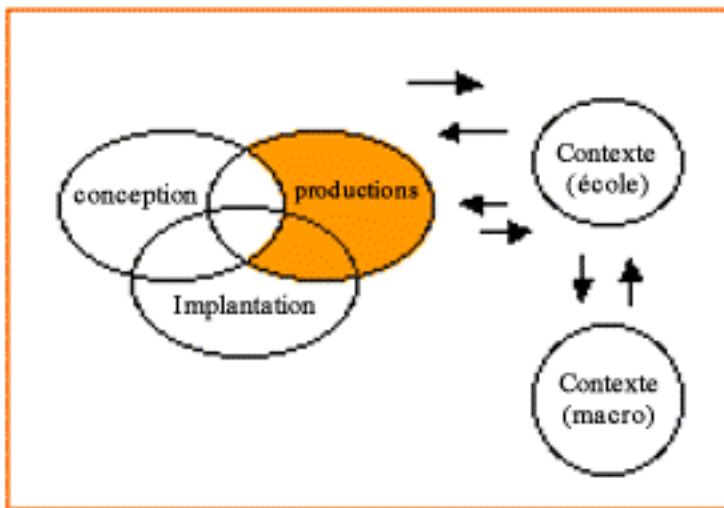 conception
productions
Implantation
Contexte
(école)
Contexte
(macro)